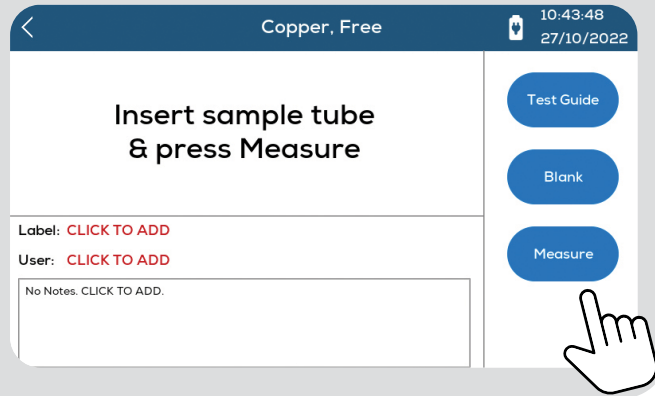 Copper, Free
10:43:48
27/10/2022
Insert sample tube
& press Measure
Test Guide
Blank
Measure
Label: CLICK TO ADD
User: CLICK TO ADD
No Notes. CLICK TO ADD.